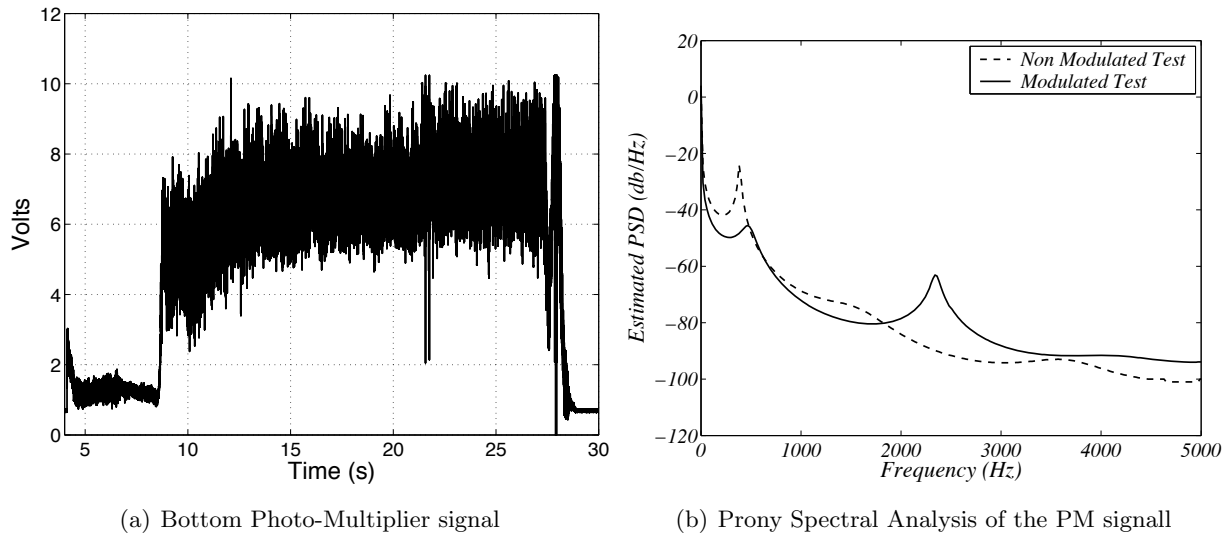 12
10
8
6
4
2
0
Volts
5 10 15 20 25 30
Time (s)
(a) Bottom Photo-Multiplier signal
20
0
−20
−40
−60
−80
−100
−120
Estimated PSD (db/Hz)
Non Modulated Test
Modulated Test
0 1000 2000 3000 4000 5000
Frequency (Hz)
(b) Prony Spectral Analysis of the PM signall